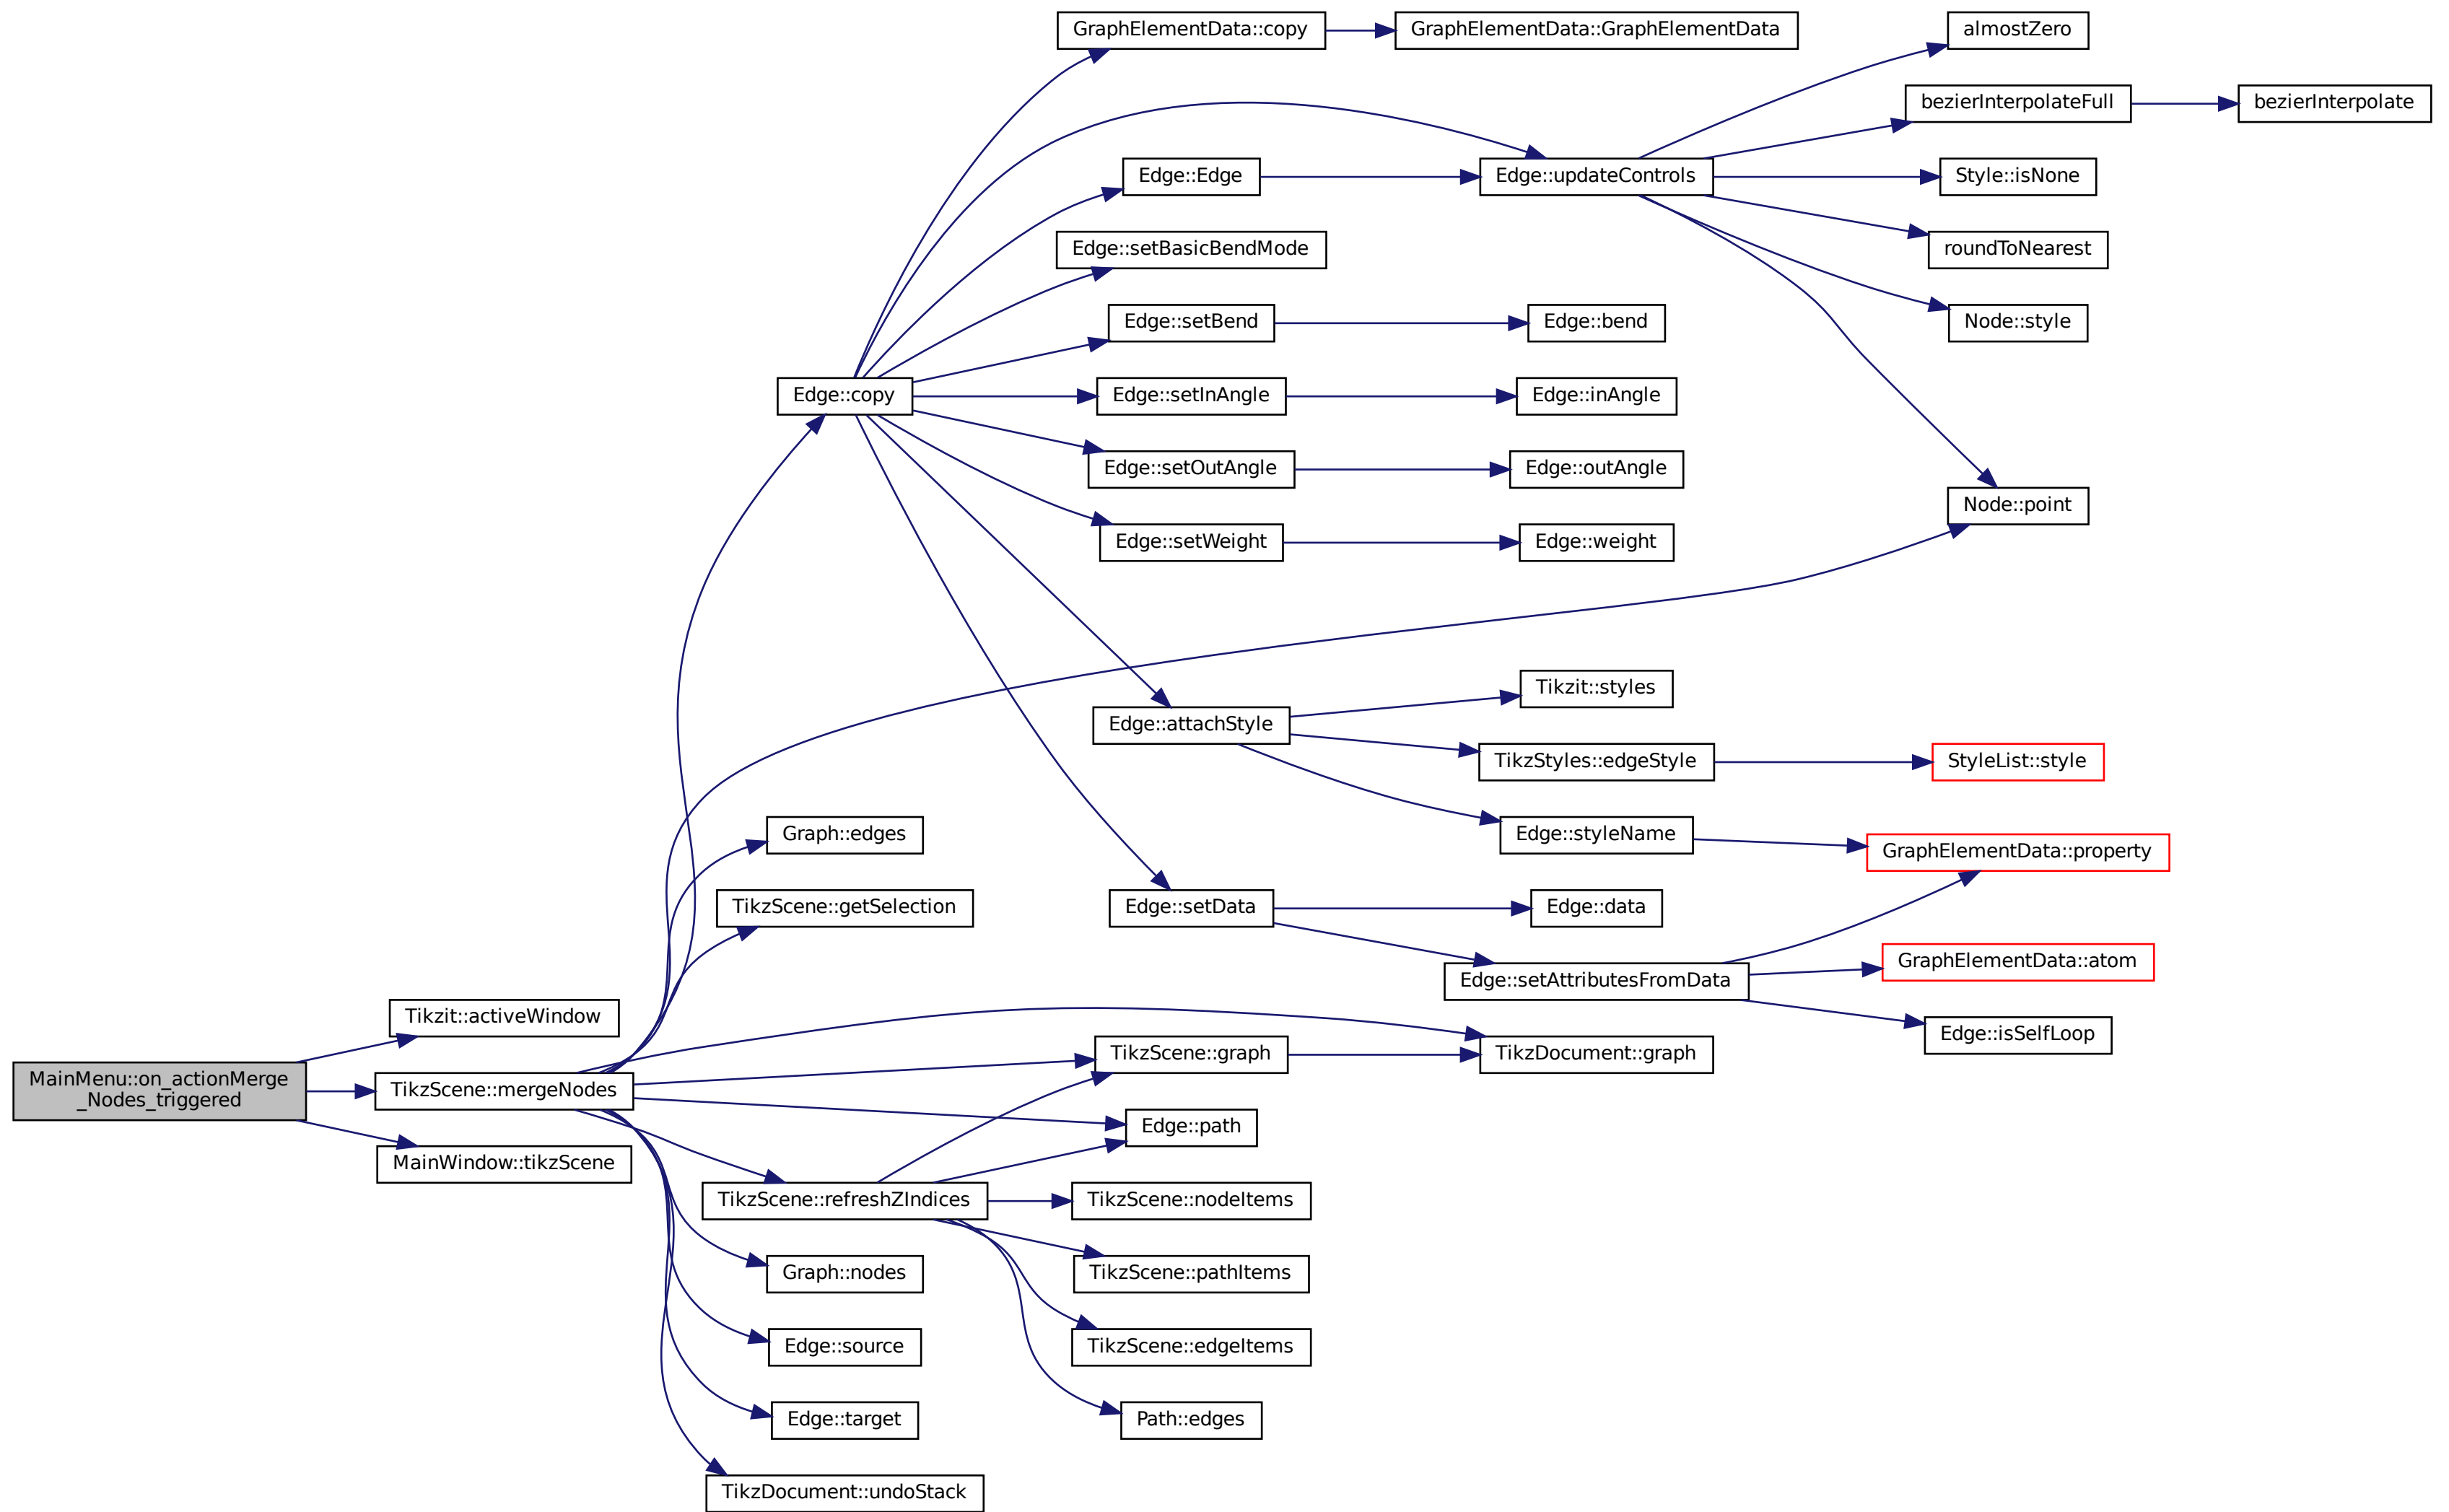 GraphElementData::copy
GraphElementData::GraphElementData
almostZero
bezierInterpolateFull
bezierInterpolate
Edge::Edge
Edge::updateControls
Style::isNone
Edge::setBasicBendMode
roundToNearest
Edge::setBend
Edge::bend
Node::style
Edge::copy
Edge::setInAngle
Edge::inAngle
Edge::setOutAngle
Edge::outAngle
Node::point
Edge::setWeight
Edge::weight
Tikzit::styles
Edge::attachStyle
TikzStyles::edgeStyle
StyleList::style
Graph::edges
Edge::styleName
GraphElementData::property
TikzScene::getSelection
Edge::setData
Edge::data
GraphElementData::atom
Edge::setAttributesFromData
Tikzit::activeWindow
Edge::isSelfLoop
TikzScene::graph
TikzDocument::graph
MainMenu::on_actionMerge
_Nodes_triggered
TikzScene::mergeNodes
Edge::path
MainWindow::tikzScene
TikzScene::refreshZIndices
TikzScene::nodeItems
Graph::nodes
TikzScene::pathItems
Edge::source
TikzScene::edgeItems
Edge::target
Path::edges
TikzDocument::undoStack